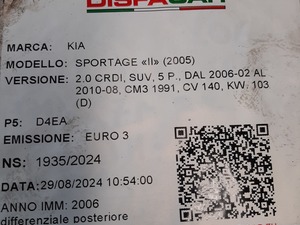 DISPACAR
MARCA: KIA
MODELLO: SPORTAGE «II» (2005)
VERSIONE: 2.0 CRDI, SUV, 5 P., DAL 2006-02 AL
2010-08, CM3 1991, CV 140, KW. 103
(D)
P5: D4EA
EMISSIONE: EURO 3
NS: 1935/2024
DATA:29/08/2024 10:54:00
ANNO IMM: 2006
differenziale posteriore